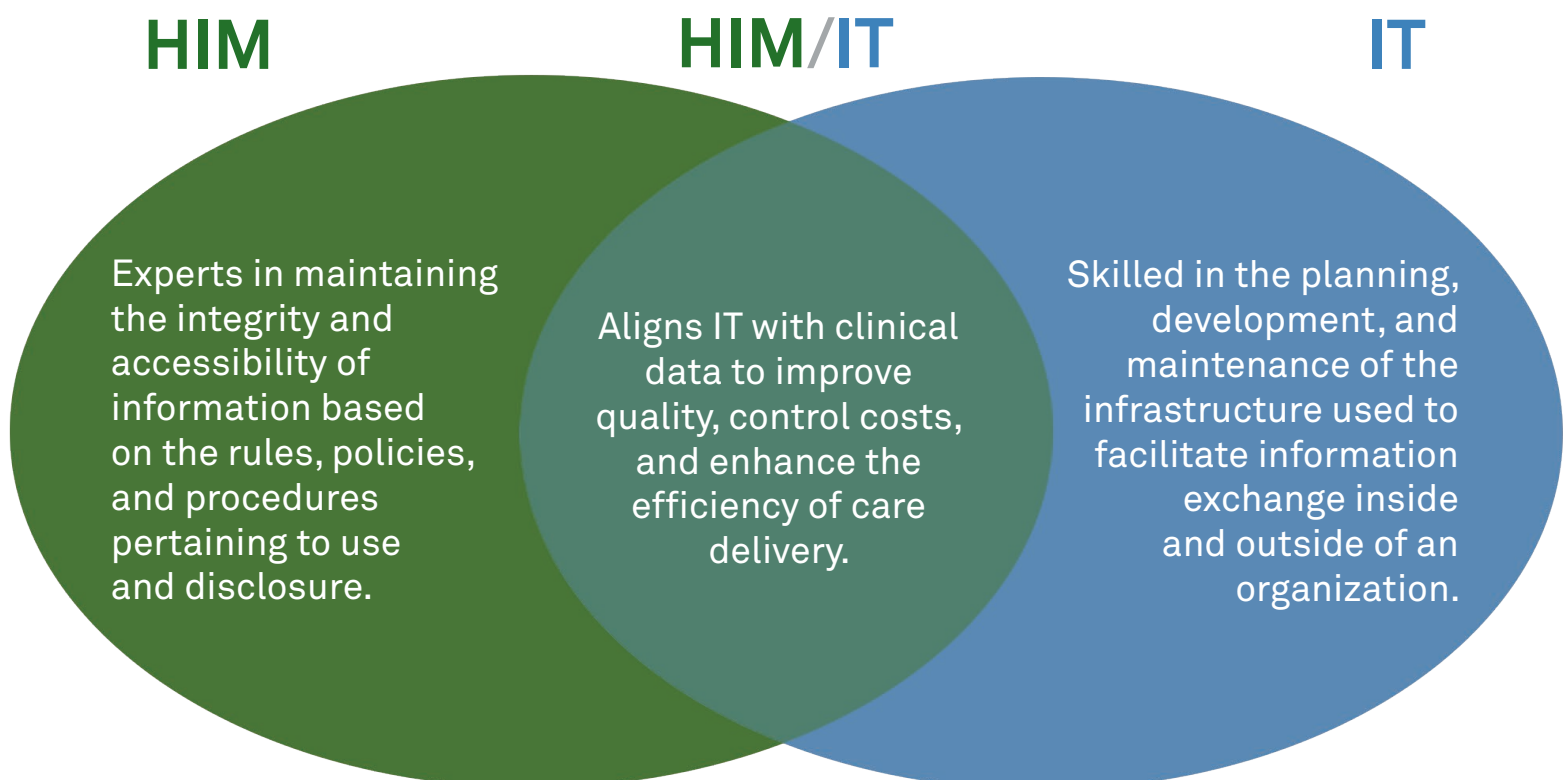 HIM
HIM/IT
IT
Experts in maintaining
the integrity and
accessibility of
information based
on the rules, policies,
and procedures
pertaining to use
and disclosure.
Aligns IT with clinical
data to improve
quality, control costs,
and enhance the
efficiency of care
delivery.
Skilled in the planning,
development, and
maintenance of the
infrastructure used to
facilitate information
exchange inside
and outside of an
organization.